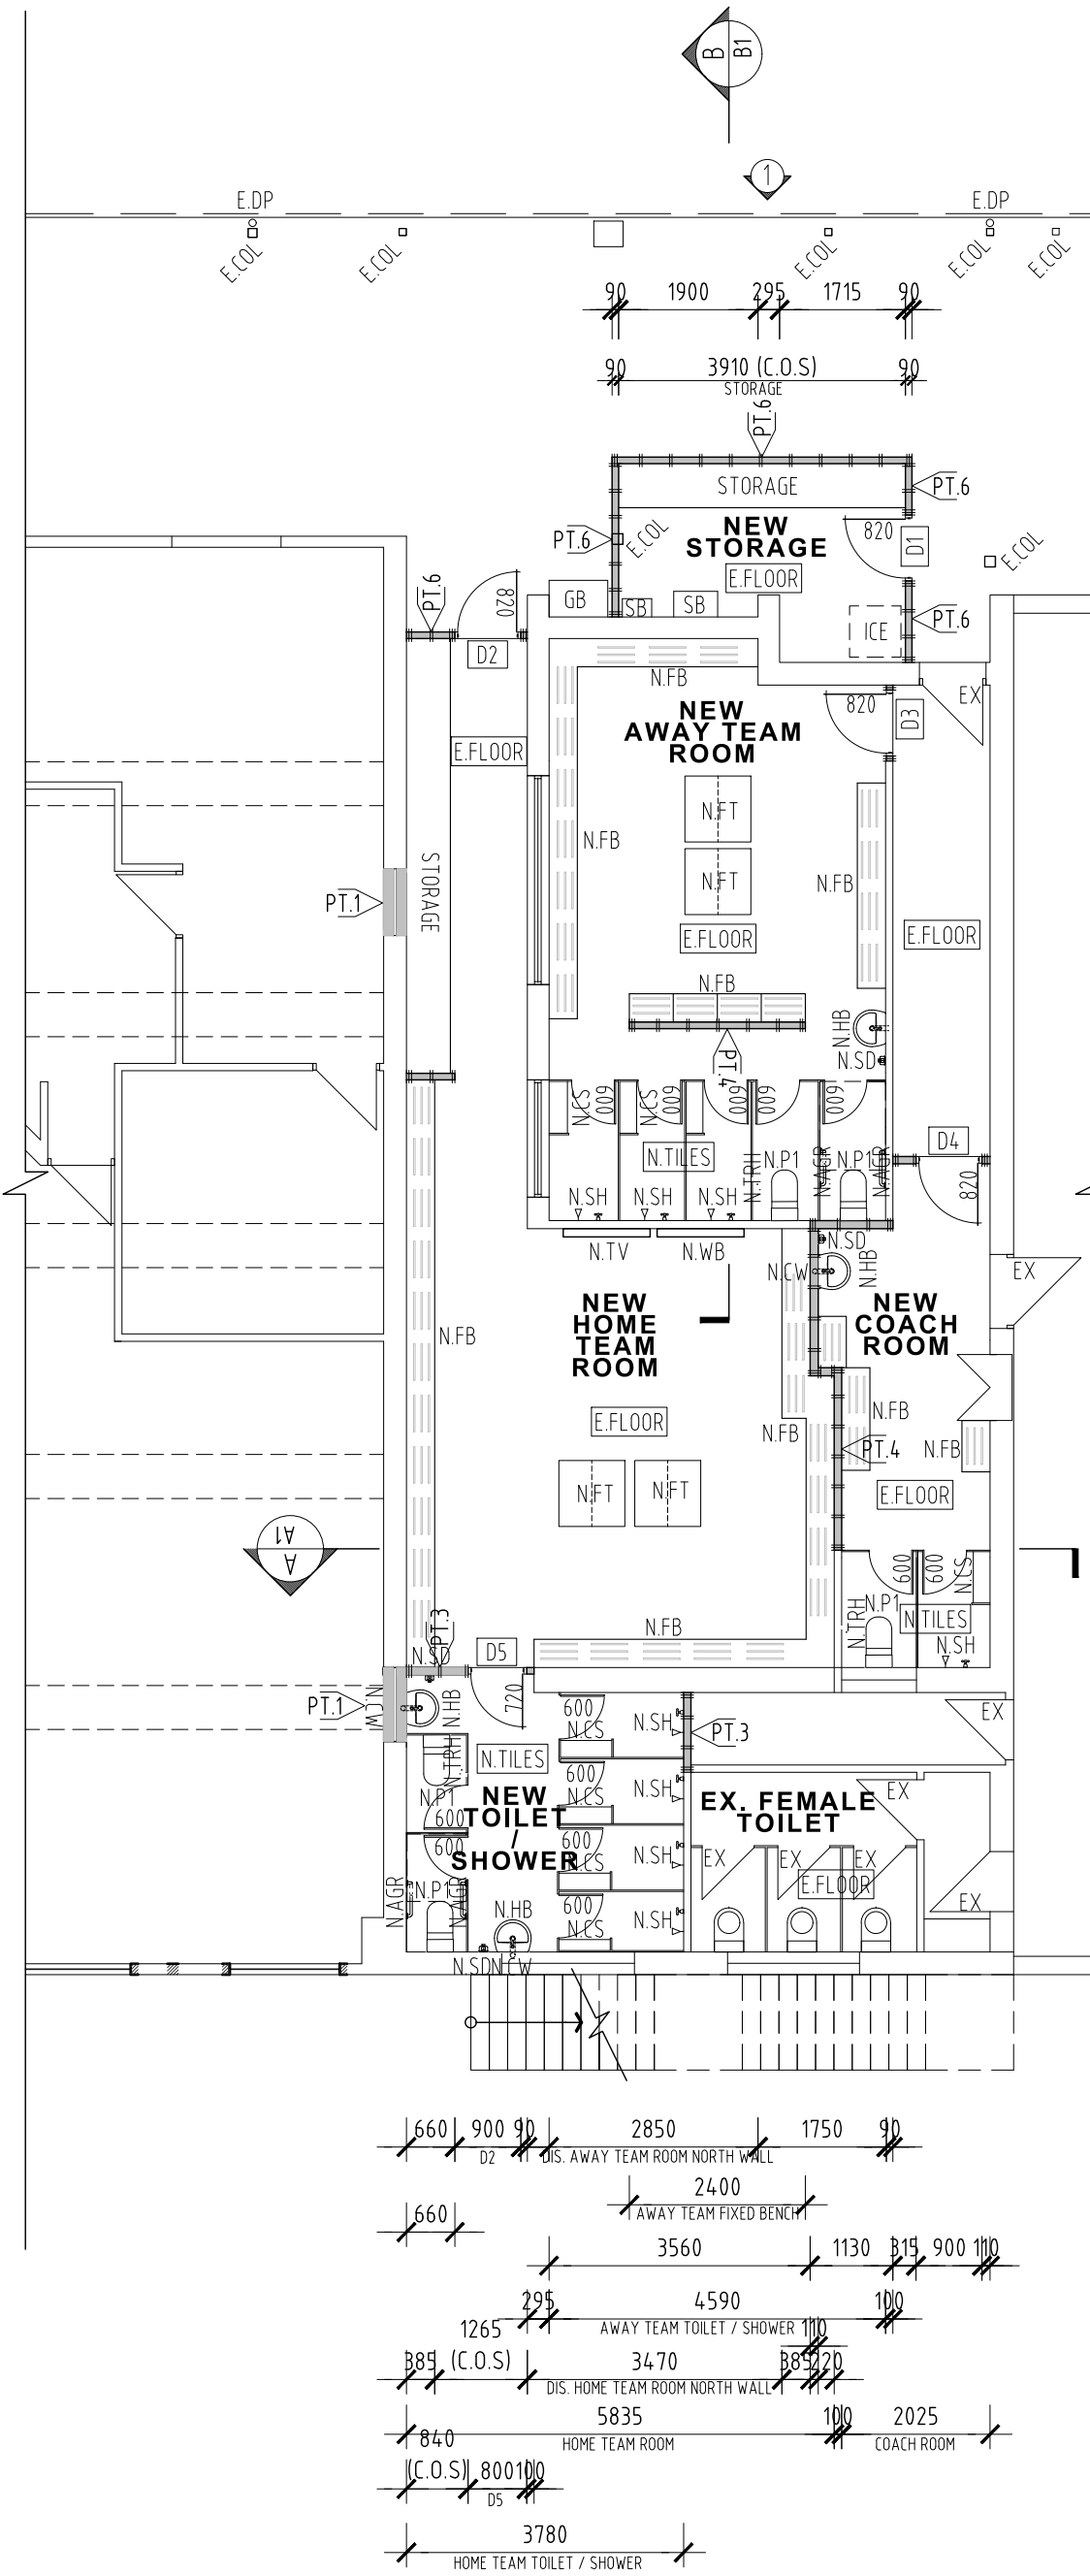 B
B1
1
E.DP
E.DP
E.COL
E.COL
E.COL
E.COL
E.COL
90
1900
295
1715
90
90
3910 (C.O.S)
90
STORAGE
PT.6
STORAGE
PT.6
NEW
STORAGE
820
D1
PT.6
E.COL
E.COL
E.FLOOR
PT.6
820
GB
SB
SB
ICE
PT.6
D2
N.FB
EX
820
D3
NEW
AWAY TEAM
ROOM
E.FLOOR
N.FT
N.FB
STORAGE
N.FT
N.FB
PT.1
E.FLOOR
E.FLOOR
N.FB
N.HB
N.SD
PT.4
N.CS
600
N.CS
600
600
600
600
N.TILES
N.TRH
N.P1
N.AGR
N.P1
N.AGR
D4
820
N.SH
N.SH
N.SH
N.TV
N.WB
N.SD
N.CW
N.HB
EX
NEW
HOME
TEAM
ROOM
NEW
COACH
ROOM
N.FB
E.FLOOR
N.FB
N.FB
PT.4
N.FB
N.FT
N.FT
E.FLOOR
A1
A
600
600
N.CS
N.TRH
N.P1
N.TILES
N.FB
N.SH
PT.3
N.SD
D5
PT.1
N.CW
N.HB
720
600
N.CS
N.SH
PT.3
EX
N.TILES
N.TRH
N.P1
600
N.CS
N.SH
EX
NEW
TOILET
/
SHOWER
EX. FEMALE
TOILET
600
600
600
N.CS
N.SH
EX
EX
EX
E.FLOOR
EX
N.AGR
N.P1
N.AGR
N.HB
600
N.CS
N.SH
N.SD
N.CW
660
900
90
2850
1750
90
D2
DIS. AWAY TEAM ROOM NORTH WALL
2400
AWAY TEAM FIXED BENCH
660
3560
1130
315
900
110
295
4590
100
AWAY TEAM TOILET / SHOWER
110
1265
385
(C.O.S)
3470
385
220
DIS. HOME TEAM ROOM NORTH WALL
5835
100
2025
HOME TEAM ROOM
COACH ROOM
840
(C.O.S)
800
100
D5
3780
HOME TEAM TOILET / SHOWER